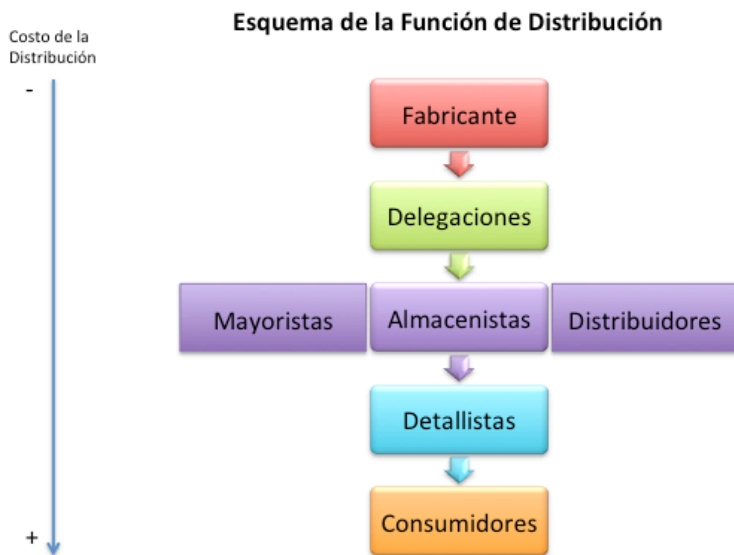 Esquema de la Función de Distribución
Costo de la
Distribución
-
Fabricante
Delegaciones
Mayoristas
Almacenistas
Distribuidores
Detallistas
Consumidores
+